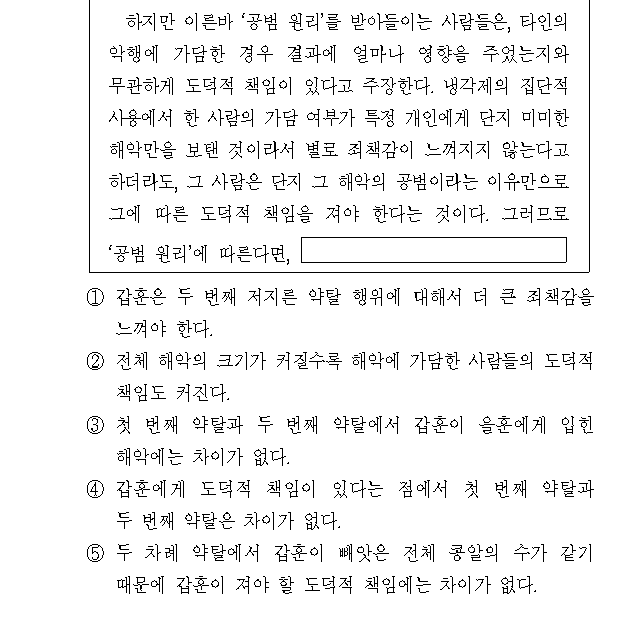 하지만 이른바 ‘공범 원리’를 받아들이는 사람들은, 타인의
악행에 가담한 경우 결과에 얼마나 영향을 주었는지와
무관하게 도덕적 책임이 있다고 주장한다. 냉각제의 집단적
사용에서 한 사람의 가담 여부가 특정 개인에게 단지 미미한
해악만을 보탠 것이라서 별로 죄책감이 느껴지지 않는다고
하더라도, 그 사람은 단지 그 해악의 공범이라는 이유만으로
그에 따른 도덕적 책임을 져야 한다는 것이다. 그러므로
‘공범 원리’에 따른다면,
① 갑훈은 두 번째 저지른 약탈 행위에 대해서 더 큰 죄책감을
느껴야 한다.
② 전체 해악의 크기가 커질수록 해악에 가담한 사람들의 도덕적
책임도 커진다.
③ 첫 번째 약탈과 두 번째 약탈에서 갑훈이 을훈에게 입힌
해악에는 차이가 없다.
④ 갑훈에게 도덕적 책임이 있다는 점에서 첫 번째 약탈과
두 번째 약탈은 차이가 없다.
⑤ 두 차례 약탈에서 갑훈이 빼앗은 전체 콩알의 수가 같기
때문에 갑훈이 져야 할 도덕적 책임에는 차이가 없다.